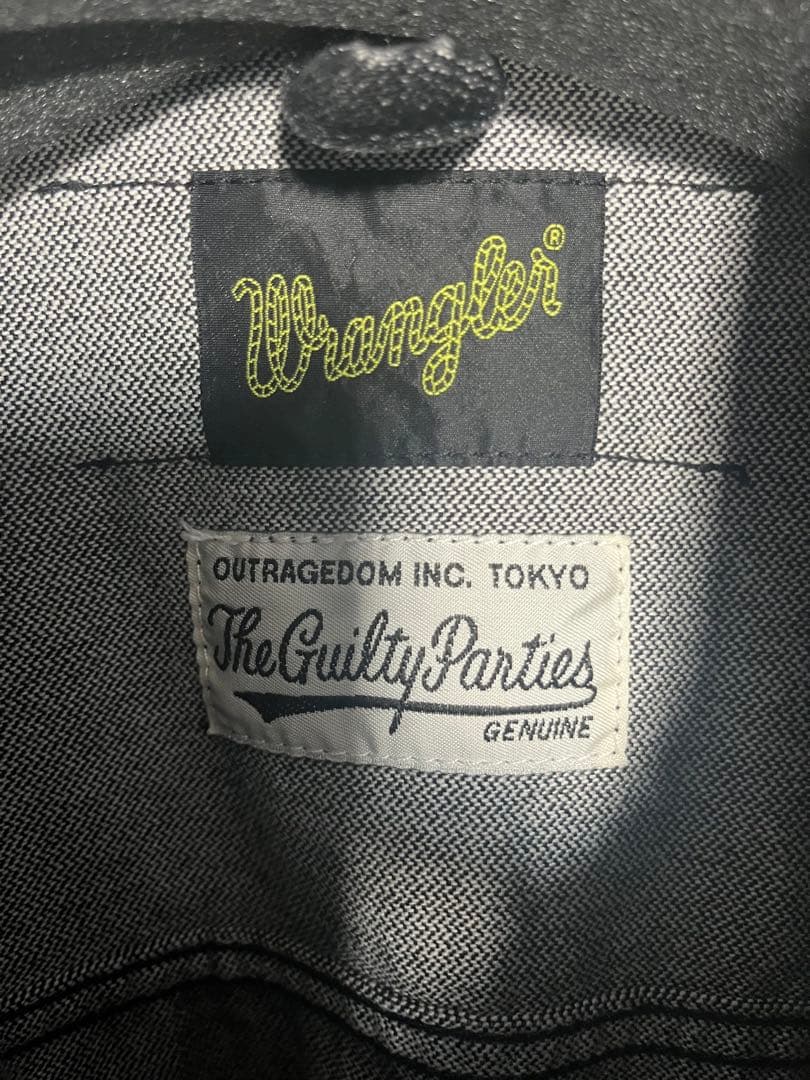 Wrangler®
OUTRAGEDOM INC. TOKYO
The Guilty Parties
GENUINE